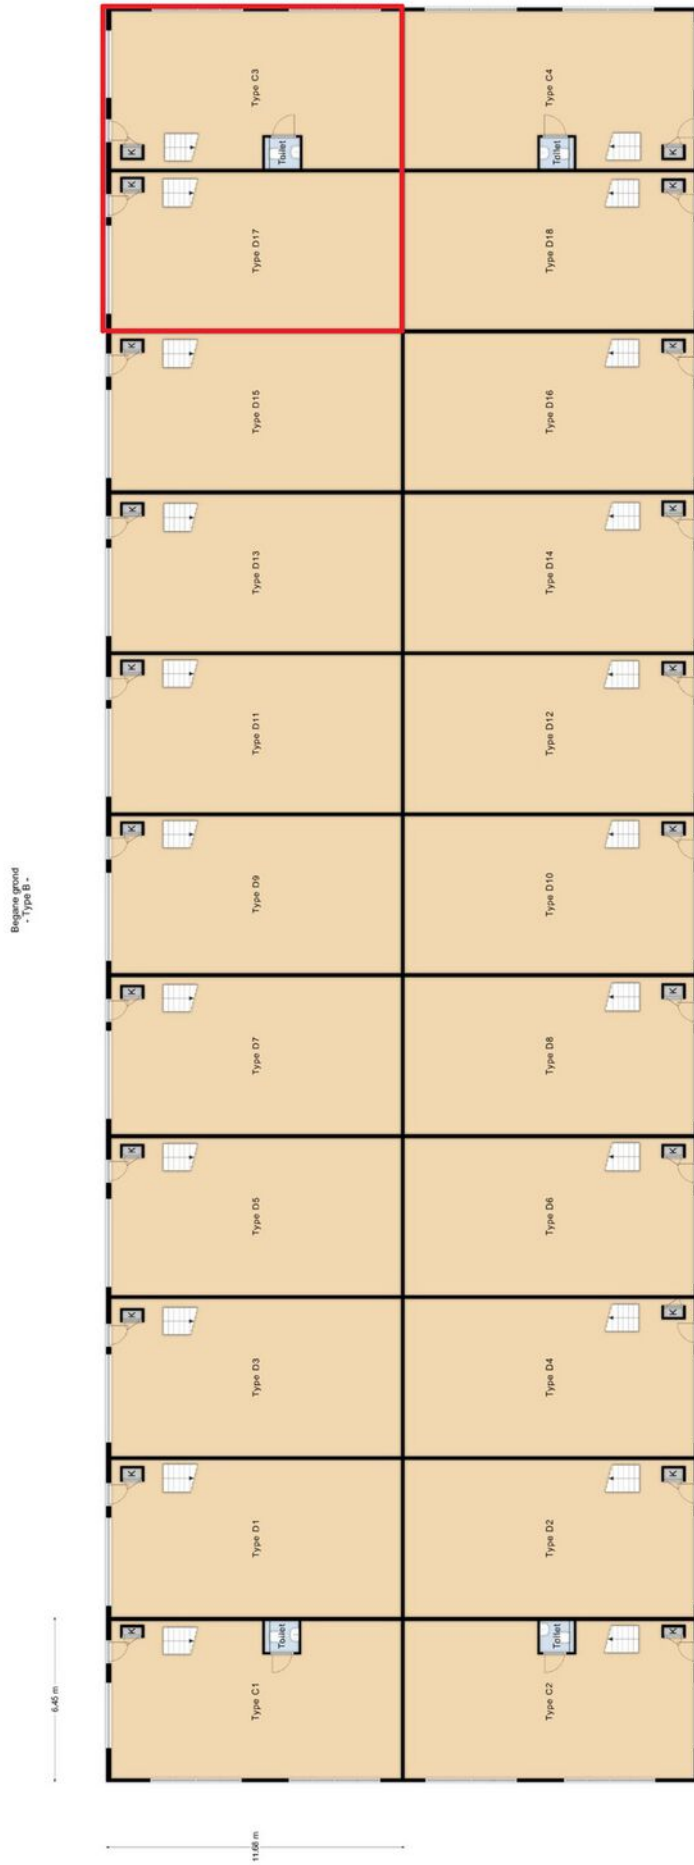 Begane grond
- Type B -
6.45 m
K
K
K
K
K
K
K
K
K
K
K
11.68 m
Type C1
Type D1
Type D3
Type D5
Type D7
Type D9
Type D11
Type D13
Type D15
Type D17
Type C3
Toilet
Toilet
Type C2
Type D2
Type D4
Type D6
Type D8
Type D10
Type D12
Type D14
Type D16
Type D18
Type C4
Toilet
Toilet
K
K
K
K
K
K
K
K
K
K
K